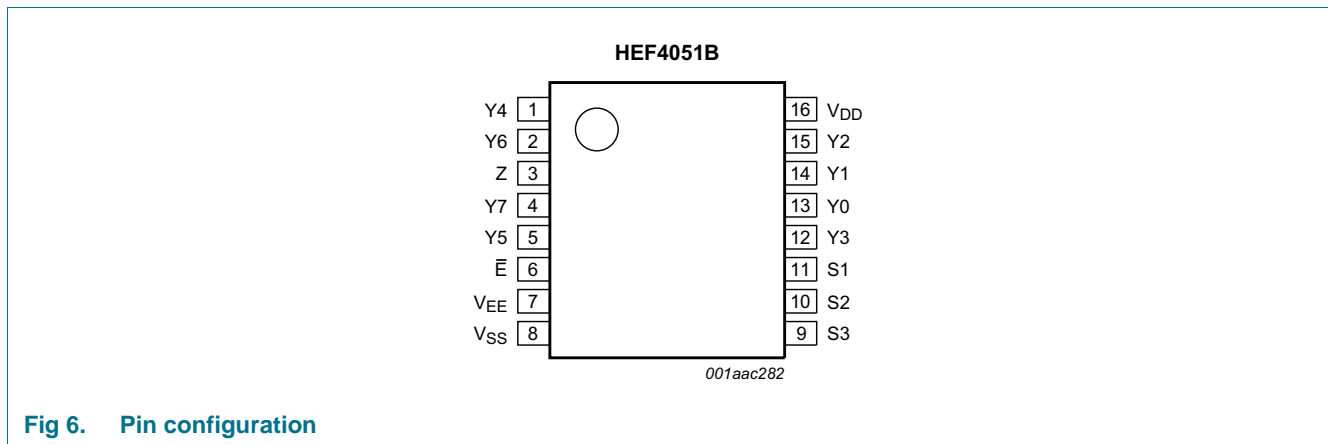 HEF4051B
Y4 1 16 VDD
Y6 2 15 Y2
Z 3 14 Y1
Y7 4 13 Y0
Y5 5 12 Y3
E̅ 6 11 S1
VEE 7 10 S2
VSS 8 9 S3
001aac282
Fig 6. Pin configuration